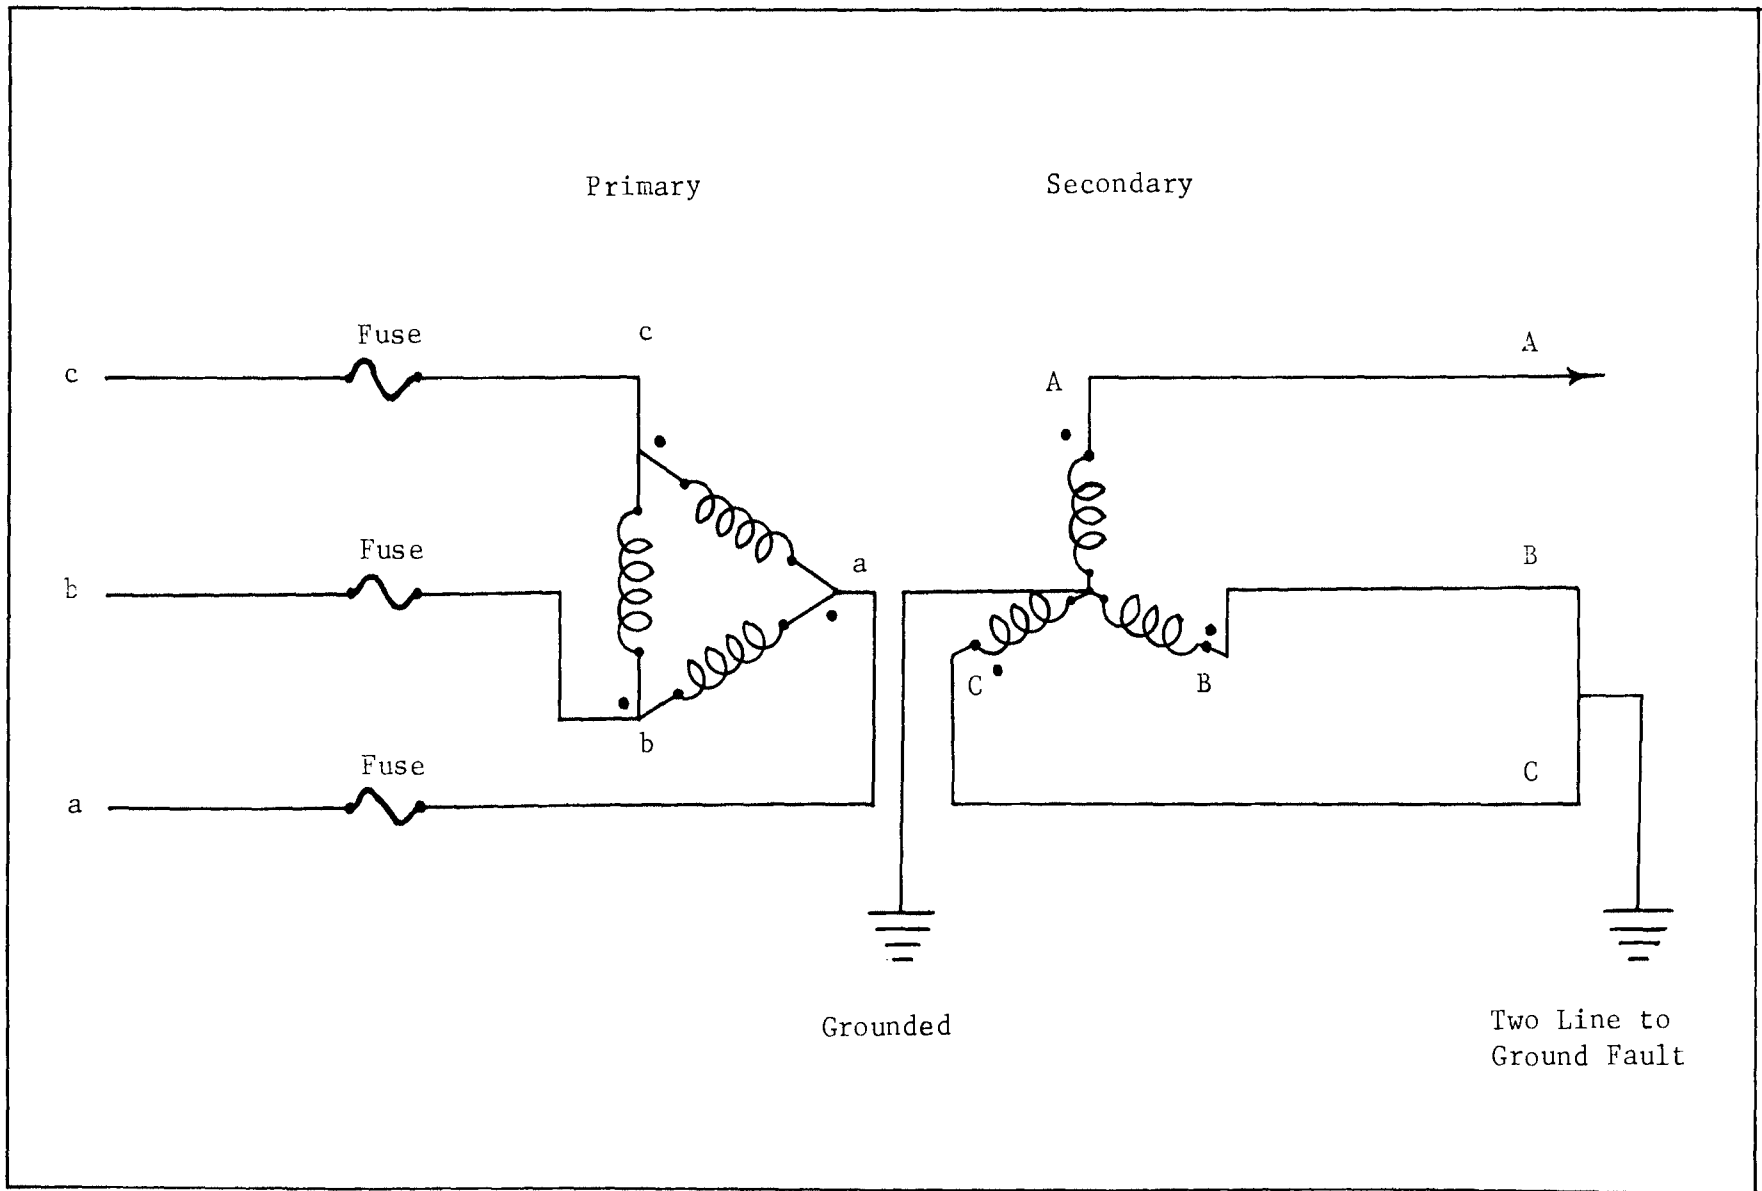 Primary
Secondary
Fuse
c
A
c
A
Fuse
a
B
b
C
B
b
Fuse
C
a
Grounded
Two Line to
Ground Fault